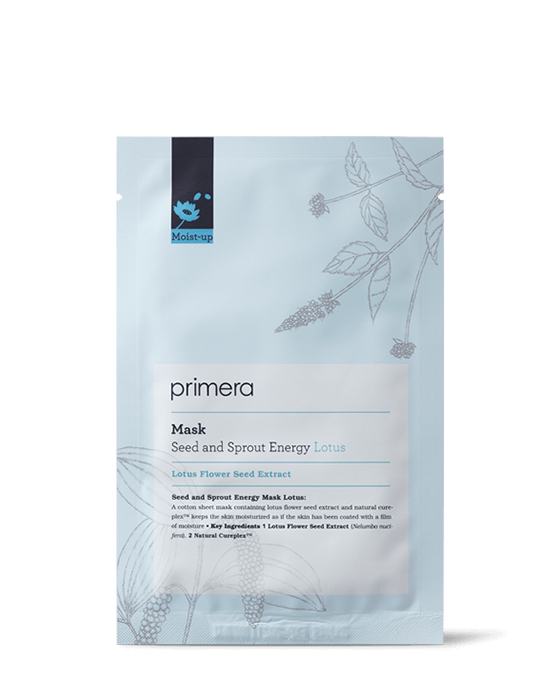 Moist-up
primera
Mask
Seed and Sprout Energy Lotus
Lotus Flower Seed Extract
Seed and Sprout Energy Mask Lotus:
A cotton sheet mask containing lotus flower seed extract and natural cure-
plex™ keeps the skin moisturized as if the skin has been coated with a film
of moisture • Key Ingredients 1 Lotus Flower Seed Extract (Nelumbo nuci-
fera). 2 Natural Cureplex™